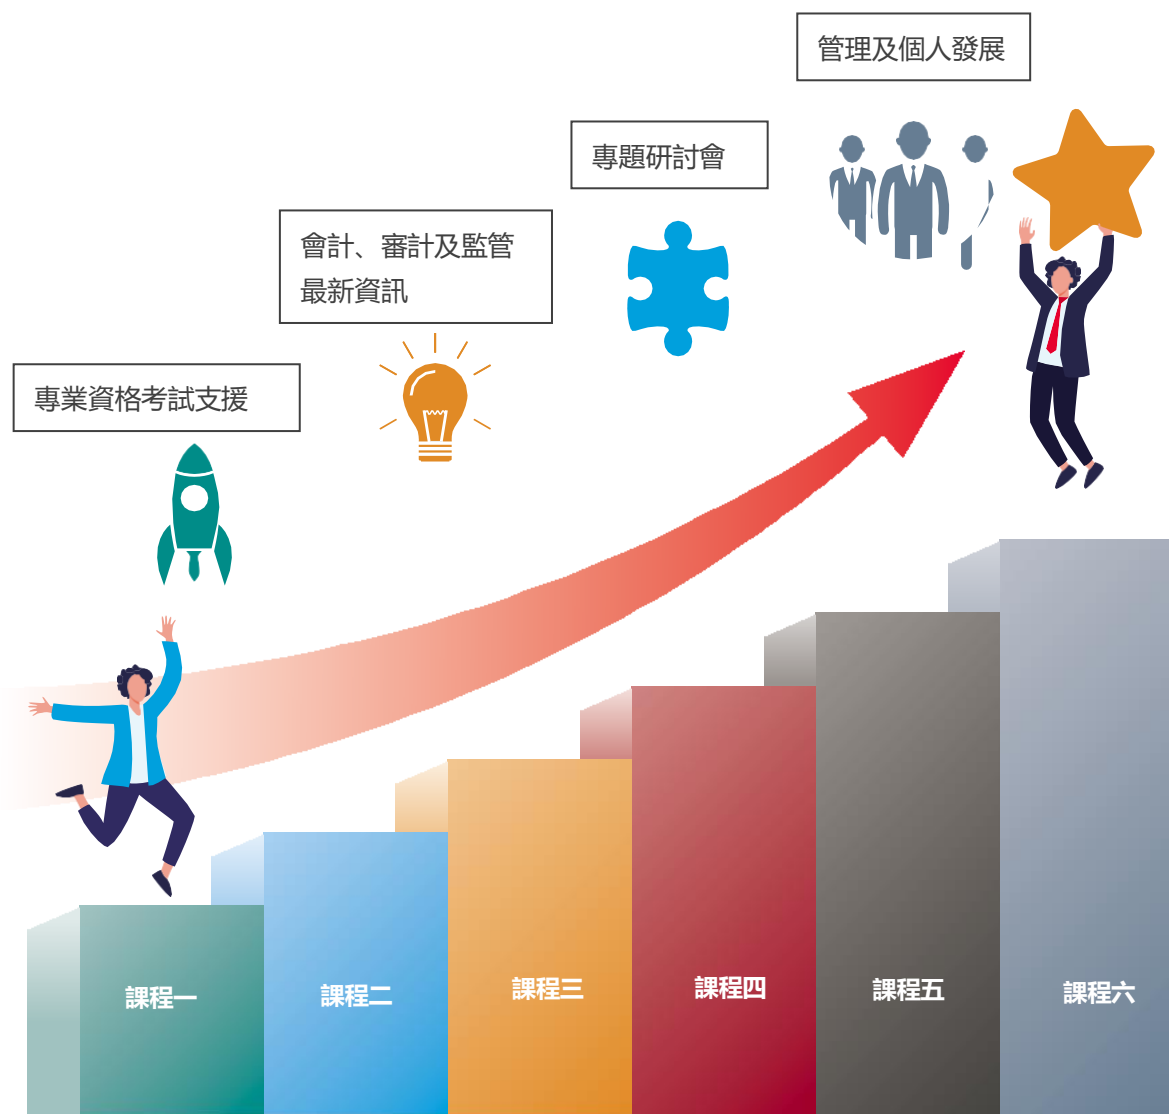 管理及個人發展
專題研討會
會計、審計及監管
最新資訊
專業資格考試支援
課程一
課程二
課程三
課程四
課程五
課程六